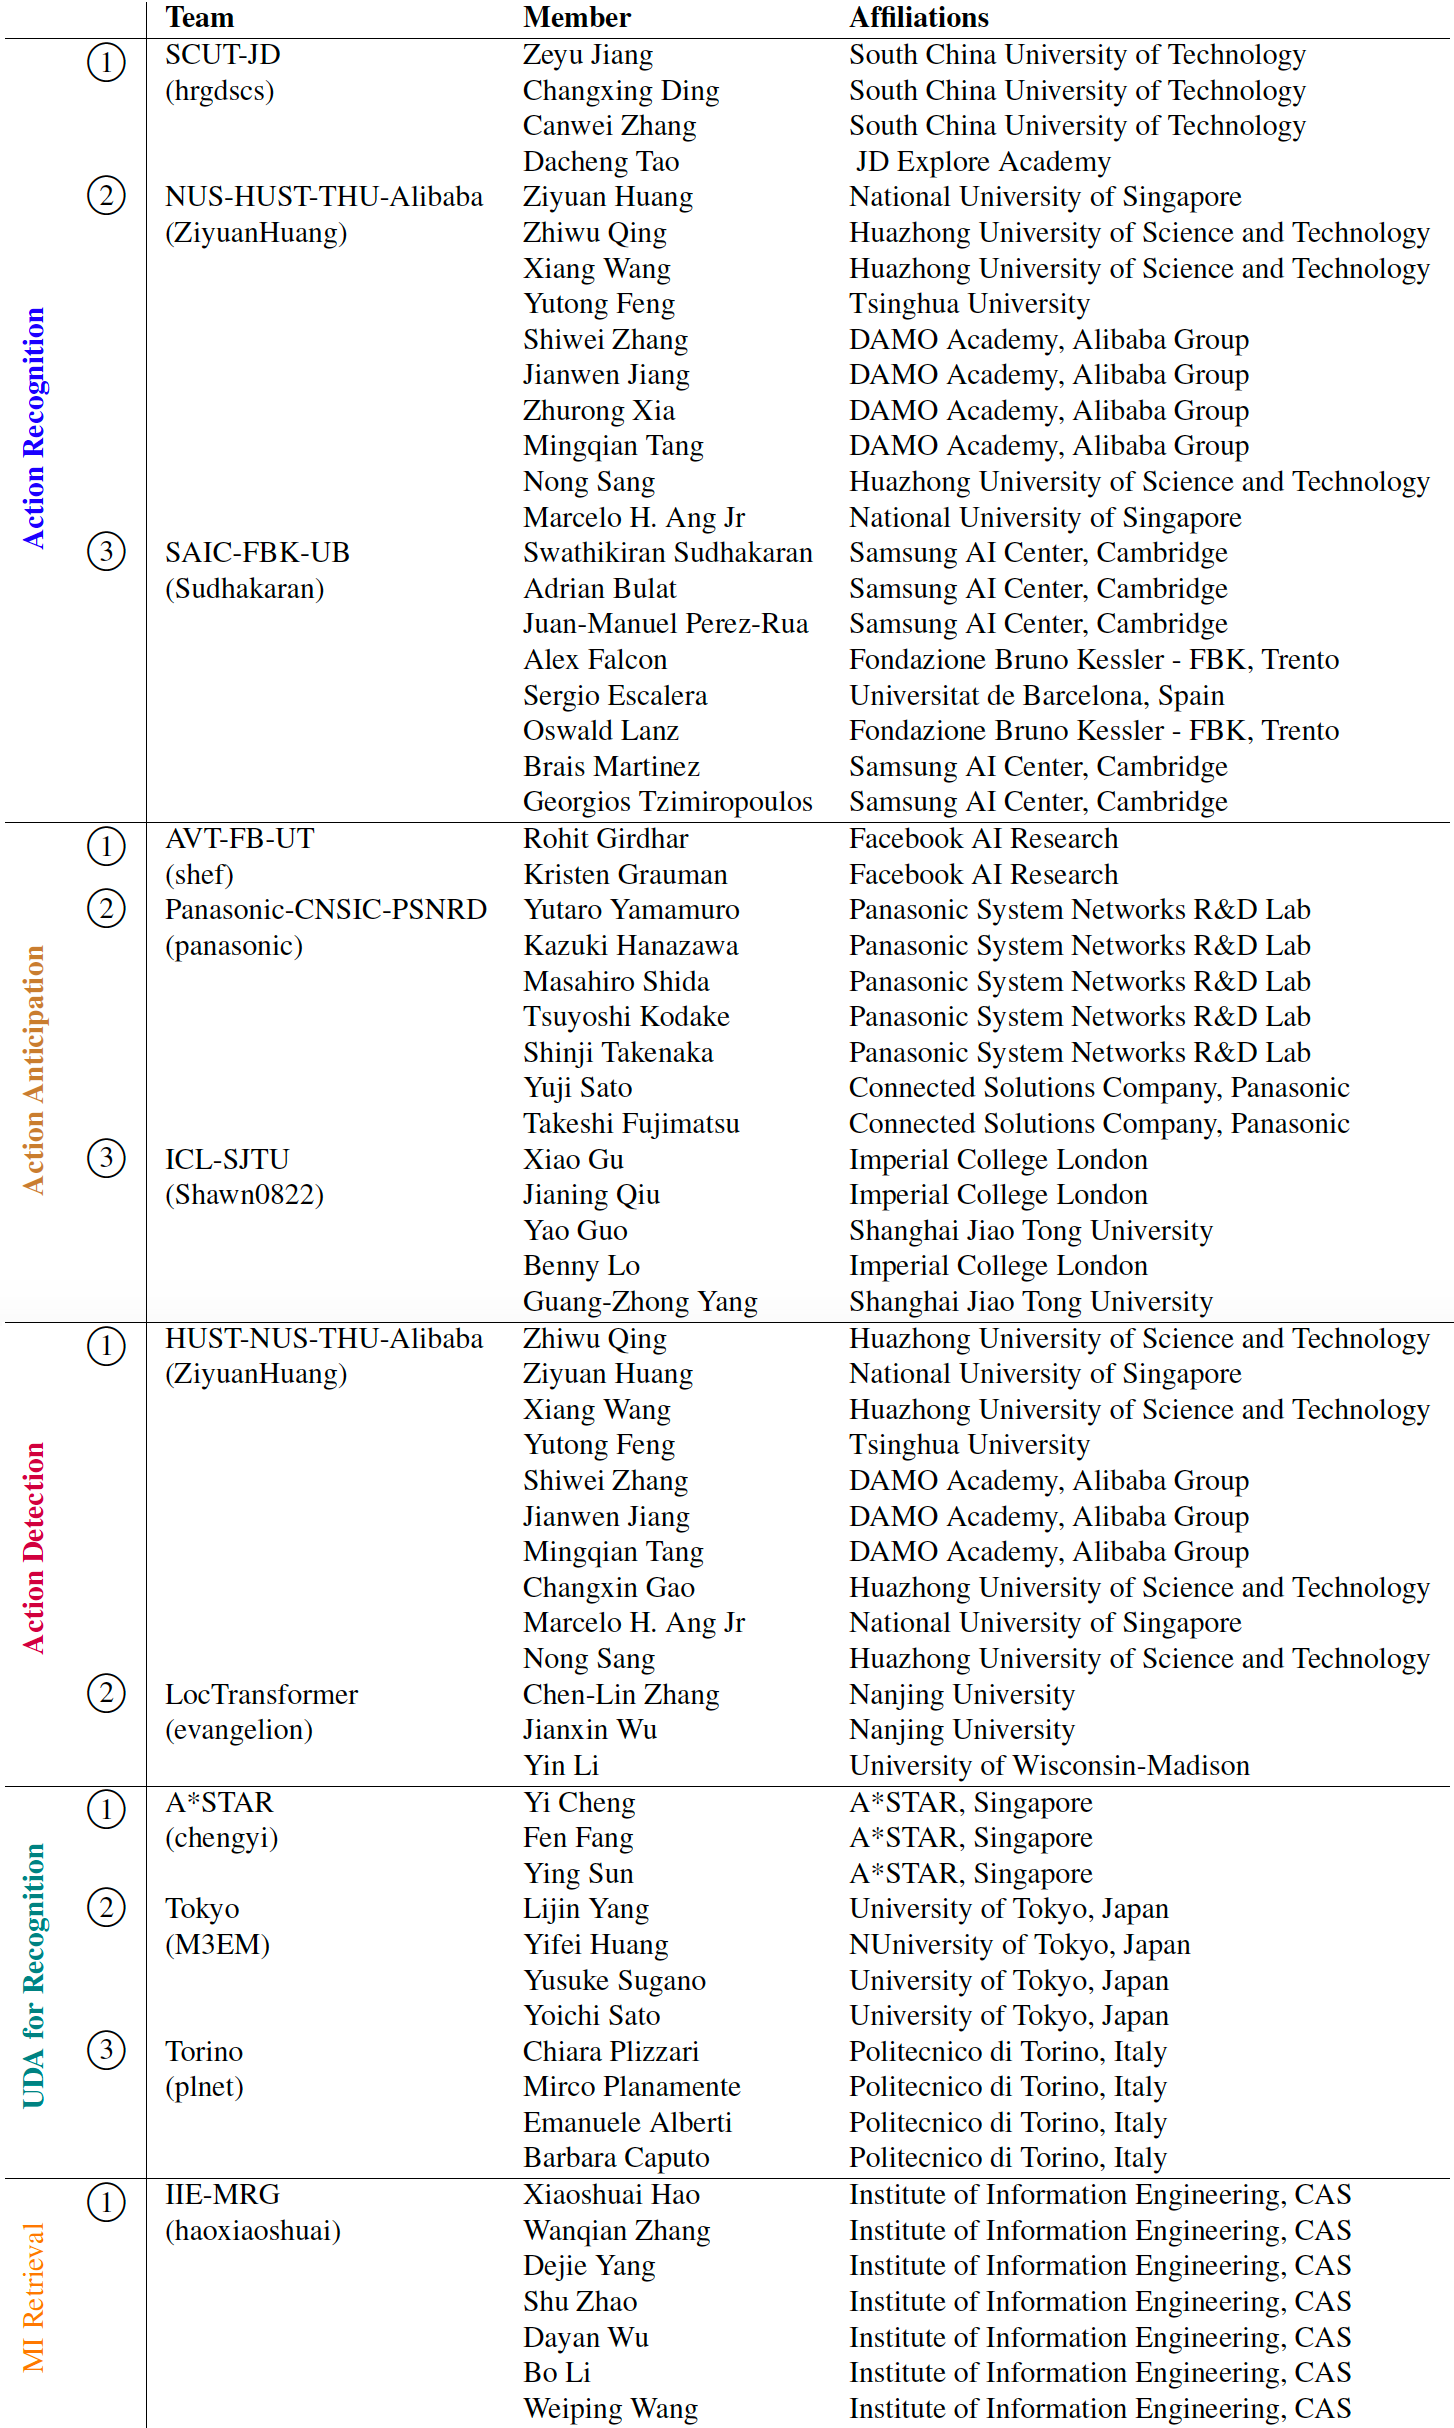 Team Member Affiliations
Action Recognition
① SCUT-JD Zeyu Jiang South China University of Technology
(hrgdscs) Changxing Ding South China University of Technology
Canwei Zhang South China University of Technology
Dacheng Tao JD Explore Academy
② NUS-HUST-THU-Alibaba Ziyuan Huang National University of Singapore
(ZiyuanHuang) Zhiwu Qing Huazhong University of Science and Technology
Xiang Wang Huazhong University of Science and Technology
Yutong Feng Tsinghua University
Shiwei Zhang DAMO Academy, Alibaba Group
Jianwen Jiang DAMO Academy, Alibaba Group
Zhurong Xia DAMO Academy, Alibaba Group
Mingqian Tang DAMO Academy, Alibaba Group
Nong Sang Huazhong University of Science and Technology
Marcelo H. Ang Jr National University of Singapore
③ SAIC-FBK-UB Swathikiran Sudhakaran Samsung AI Center, Cambridge
(Sudhakaran) Adrian Bulat Samsung AI Center, Cambridge
Juan-Manuel Perez-Rua Samsung AI Center, Cambridge
Alex Falcon Fondazione Bruno Kessler - FBK, Trento
Sergio Escalera Universitat de Barcelona, Spain
Oswald Lanz Fondazione Bruno Kessler - FBK, Trento
Brais Martinez Samsung AI Center, Cambridge
Georgios Tzimiropoulos Samsung AI Center, Cambridge
Action Anticipation
① AVT-FB-UT Rohit Girdhar Facebook AI Research
(shef) Kristen Grauman Facebook AI Research
② Panasonic-CNSIC-PSNRD Yutaro Yamamuro Panasonic System Networks R&D Lab
(panasonic) Kazuki Hanazawa Panasonic System Networks R&D Lab
Masahiro Shida Panasonic System Networks R&D Lab
Tsuyoshi Kodake Panasonic System Networks R&D Lab
Shinji Takenaka Panasonic System Networks R&D Lab
Yuji Sato Connected Solutions Company, Panasonic
Takeshi Fujimatsu Connected Solutions Company, Panasonic
③ ICL-SJTU Xiao Gu Imperial College London
(Shawn0822) Jianing Qiu Imperial College London
Yao Guo Shanghai Jiao Tong University
Benny Lo Imperial College London
Guang-Zhong Yang Shanghai Jiao Tong University
Action Detection
① HUST-NUS-THU-Alibaba Zhiwu Qing Huazhong University of Science and Technology
(ZiyuanHuang) Ziyuan Huang National University of Singapore
Xiang Wang Huazhong University of Science and Technology
Yutong Feng Tsinghua University
Shiwei Zhang DAMO Academy, Alibaba Group
Jianwen Jiang DAMO Academy, Alibaba Group
Mingqian Tang DAMO Academy, Alibaba Group
Changxin Gao Huazhong University of Science and Technology
Marcelo H. Ang Jr National University of Singapore
Nong Sang Huazhong University of Science and Technology
② LocTransformer Chen-Lin Zhang Nanjing University
(evangelion) Jianxin Wu Nanjing University
Yin Li University of Wisconsin-Madison
UDA for Recognition
① A*STAR Yi Cheng A*STAR, Singapore
(chengyi) Fen Fang A*STAR, Singapore
Ying Sun A*STAR, Singapore
② Tokyo Lijin Yang University of Tokyo, Japan
(M3EM) Yifei Huang NUniversity of Tokyo, Japan
Yusuke Sugano University of Tokyo, Japan
Yoichi Sato University of Tokyo, Japan
③ Torino Chiara Plizzari Politecnico di Torino, Italy
(plnet) Mirco Planamente Politecnico di Torino, Italy
Emanuele Alberti Politecnico di Torino, Italy
Barbara Caputo Politecnico di Torino, Italy
MI Retrieval
① IIE-MRG Xiaoshuai Hao Institute of Information Engineering, CAS
(haoxiaoshuai) Wanqian Zhang Institute of Information Engineering, CAS
Dejie Yang Institute of Information Engineering, CAS
Shu Zhao Institute of Information Engineering, CAS
Dayan Wu Institute of Information Engineering, CAS
Bo Li Institute of Information Engineering, CAS
Weiping Wang Institute of Information Engineering, CAS